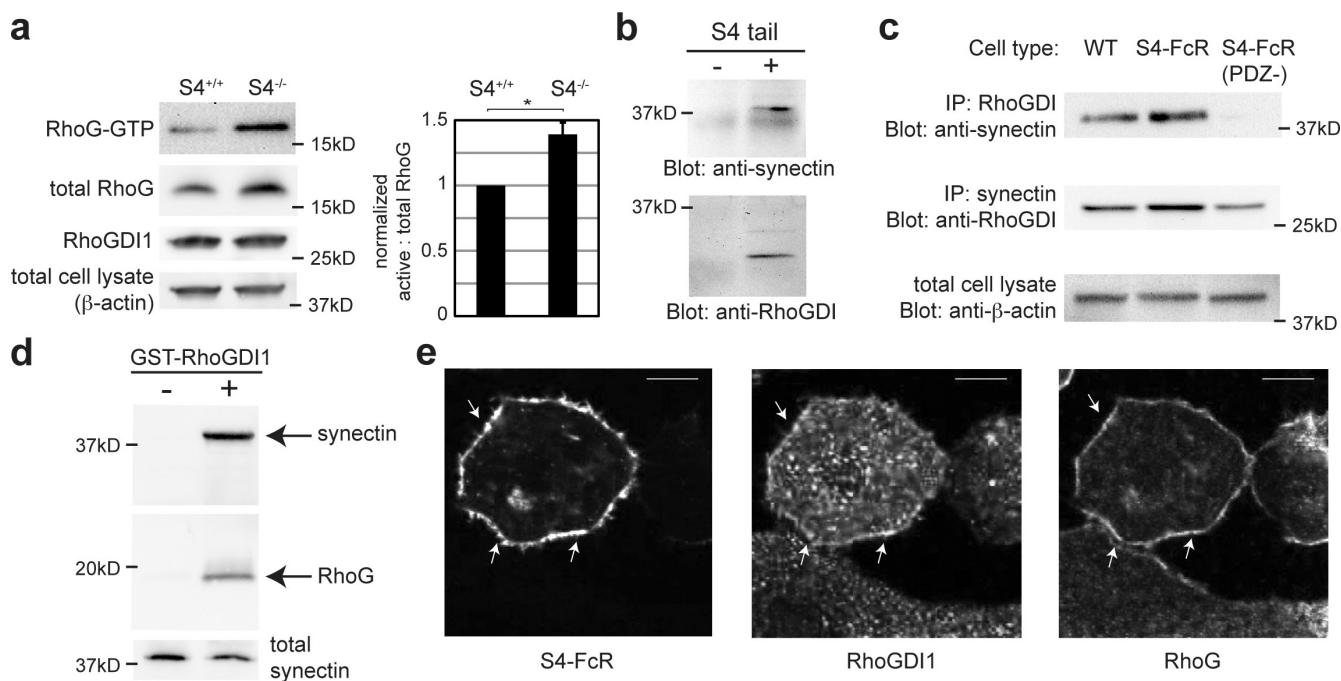 a
S4+/+ S4-/-
RhoG-GTP
15kD
total RhoG
15kD
RhoGDI1
25kD
total cell lysate
(β-actin)
37kD
S4+/+ S4-/-
*
1.5
1
0.5
0
normalized
active : total RhoG
b
S4 tail
- +
37kD
Blot: anti-synectin
37kD
Blot: anti-RhoGDI
c
Cell type: WT S4-FcR S4-FcR
(PDZ-)
IP: RhoGDI
Blot: anti-synectin
37kD
IP: synectin
Blot: anti-RhoGDI
25kD
total cell lysate
Blot: anti-β-actin
37kD
d
GST-RhoGDI1
- +
37kD
synectin
20kD
RhoG
37kD
total
synectin
e
S4-FcR
RhoGDI1
RhoG